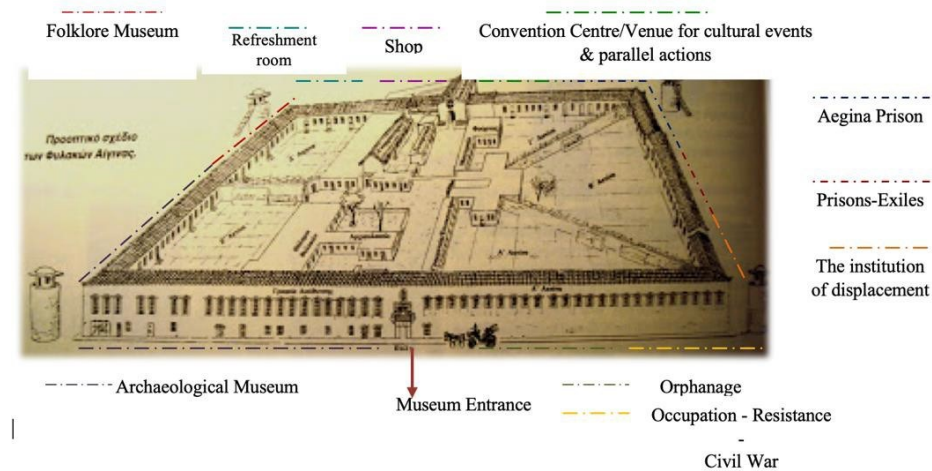 Folklore Museum
Refreshment
room
Shop
Convention Centre/Venue for cultural events
& parallel actions
Προοπτικό σχέδιο
των Φυλακών Αίγινας.
Aegina Prison
Prisons-Exiles
The institution
of displacement
Archaeological Museum
Museum Entrance
Orphanage
Occupation - Resistance
-
Civil War